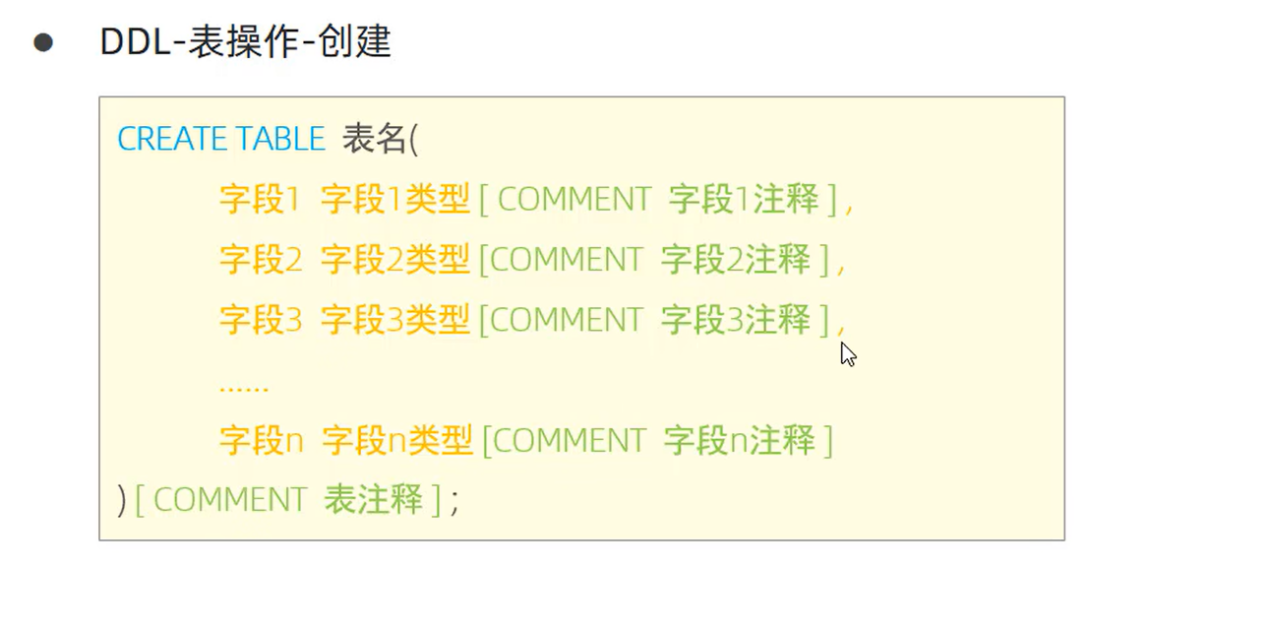 ● DDL-表操作-创建
CREATE TABLE 表名(
字段1 字段1类型 [ COMMENT 字段1注释 ] ,
字段2 字段2类型 [COMMENT 字段2注释 ] ,
字段3 字段3类型 [COMMENT 字段3注释 ] ,
......
字段n 字段n类型 [COMMENT 字段n注释 ]
) [ COMMENT 表注释 ] ;